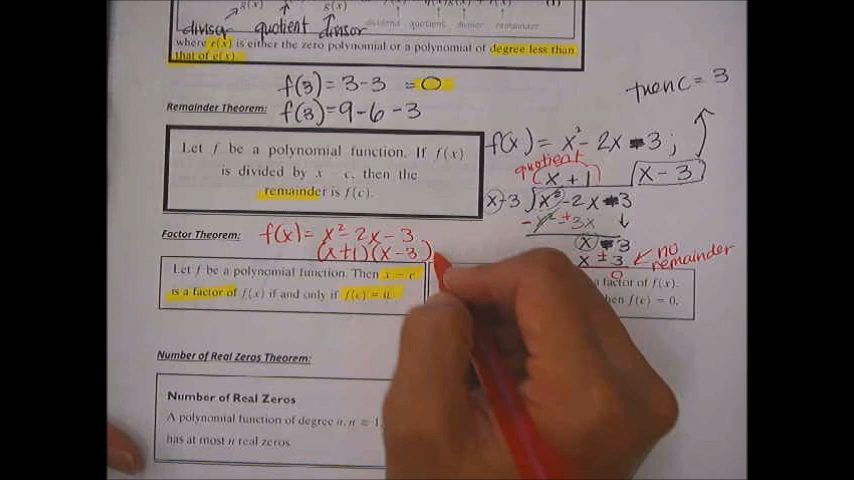 g(x) g(x) dividend quotient divisor remainder
divisor quotient divisor
where r(x) is either the zero polynomial or a polynomial of degree less than
that of g(x)
f(3) = 3-3 = 0
Remainder Theorem: f(3) = 9-6-3
Let f be a polynomial function. If f(x)
is divided by x − c, then the
remainder is f(c).
then c = 3
f(x) = x² - 2x - 3 ;
quotient
(x + 1) x - 3
x-3 x² - 2x - 3
- x² ± 3x ↓
x - 3
x ± 3 no
0 remainder
Factor Theorem: f(x) = x² - 2x - 3
(x+1)(x-3)
Let f be a polynomial function. Then x − c
is a factor of f(x) if and only if f(c) = 0.
a factor of f(x).
then f(c) = 0.
Number of Real Zeros Theorem:
Number of Real Zeros
A polynomial function of degree n, n ≥ 1,
has at most n real zeros